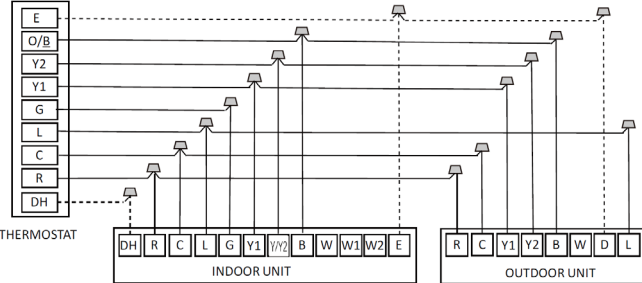 E
O/B
Y2
Y1
G
L
C
R
DH
THERMOSTAT
DH R C L G Y1 Y/Y2 B W W1 W2 E
INDOOR UNIT
R C Y1 Y2 B W D L
OUTDOOR UNIT